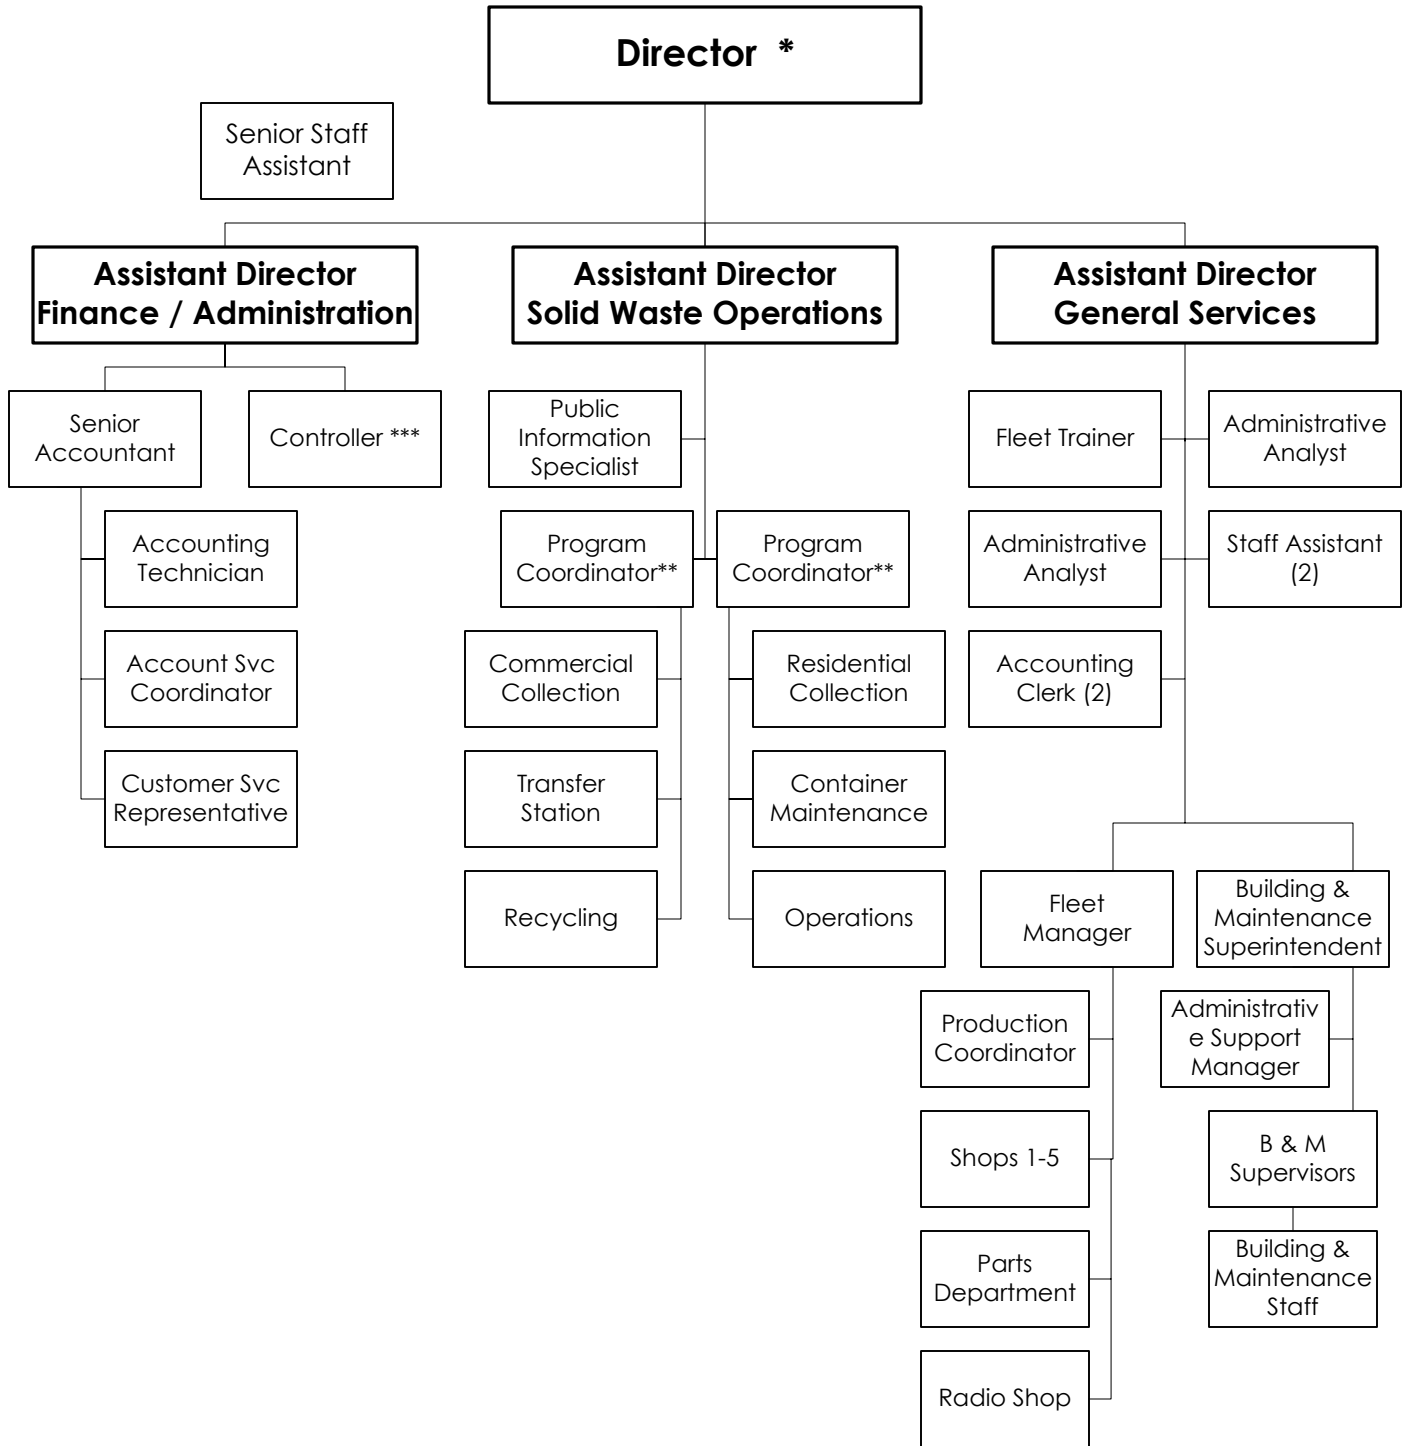 Director *
Senior Staff
Assistant
Assistant Director
Finance / Administration
Assistant Director
Solid Waste Operations
Assistant Director
General Services
Senior
Accountant
Controller ***
Public
Information
Specialist
Fleet Trainer
Administrative
Analyst
Accounting
Technician
Program
Coordinator**
Program
Coordinator**
Administrative
Analyst
Staff Assistant
(2)
Account Svc
Coordinator
Commercial
Collection
Residential
Collection
Accounting
Clerk (2)
Customer Svc
Representative
Transfer
Station
Container
Maintenance
Recycling
Operations
Fleet
Manager
Building &
Maintenance
Superintendent
Production
Coordinator
Administrativ
e Support
Manager
Shops 1-5
B & M
Supervisors
Parts
Department
Building &
Maintenance
Staff
Radio Shop